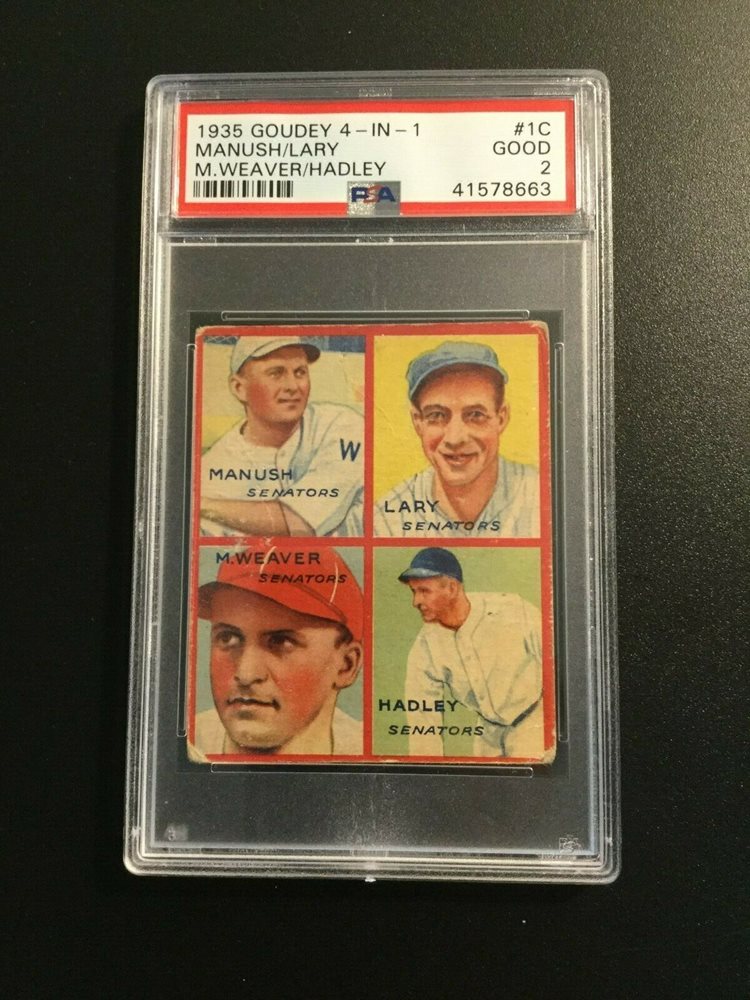 1935 GOUDEY 4-IN-1 #1C
MANUSH/LARY GOOD
M.WEAVER/HADLEY 2
PSA 41578663
W
MANUSH
SENATORS
LARY
SENATORS
M.WEAVER
SENATORS
HADLEY
SENATORS